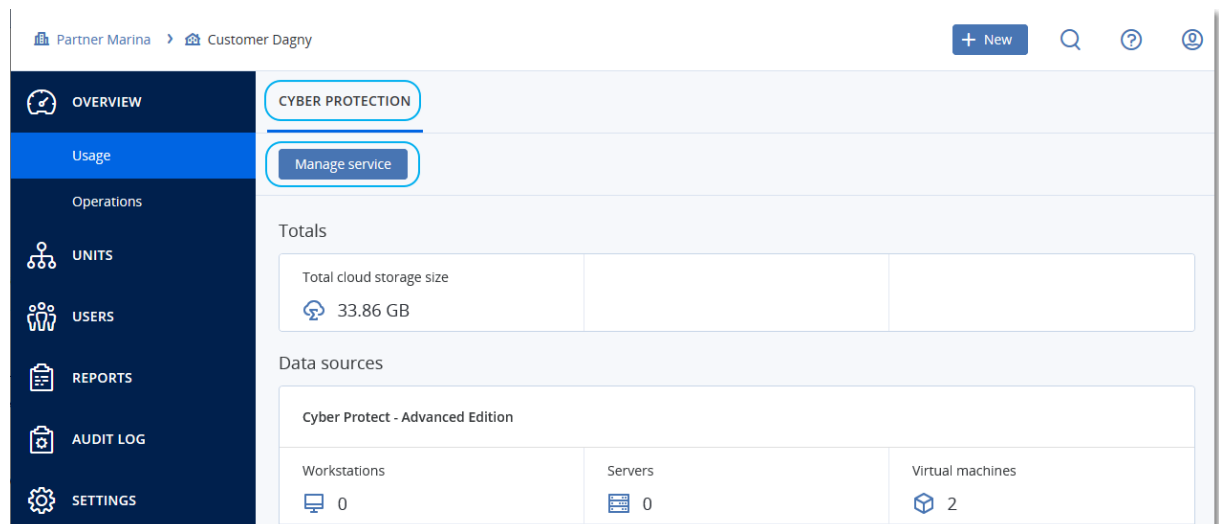 Partner Marina > Customer Dagny
+ New
OVERVIEW
Usage
Operations
UNITS
USERS
REPORTS
AUDIT LOG
SETTINGS
CYBER PROTECTION
Manage service
Totals
Total cloud storage size
33.86 GB
Data sources
Cyber Protect - Advanced Edition
Workstations Servers Virtual machines
0 0 2